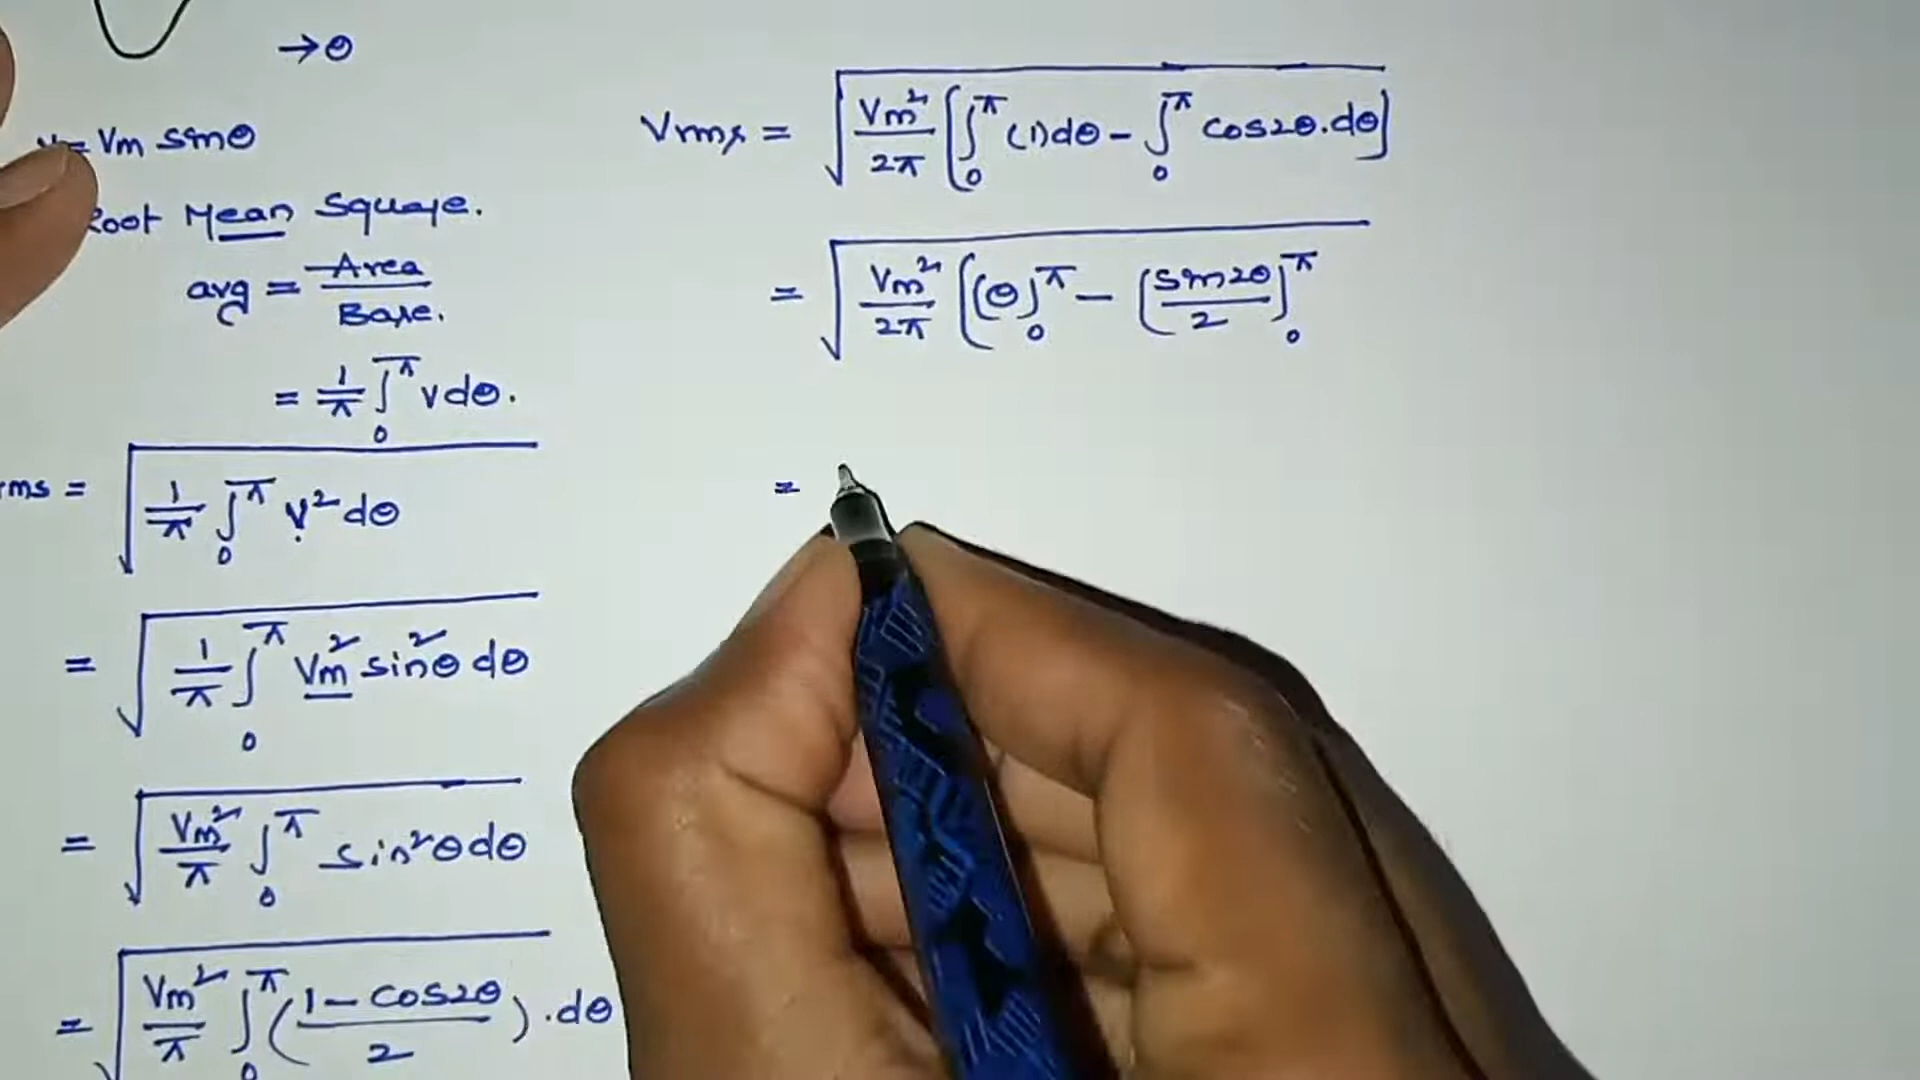 →θ
v = Vm sinθ
Root Mean Square.
avg = Area / Base.
= 1/π ∫₀^π v dθ.
rms = √( 1/π ∫₀^π v² dθ
= √( 1/π ∫₀^π Vm² sin²θ dθ
= √( Vm²/π ∫₀^π sin²θ dθ
= √( Vm²/π ∫₀^π ( 1 - cos2θ / 2 ) . dθ
Vrms = √( Vm²/2π [ ∫₀^π (1) dθ - ∫₀^π cos2θ . dθ ]
= √( Vm²/2π [ (θ)₀^π - ( sin2θ / 2 )₀^π
=